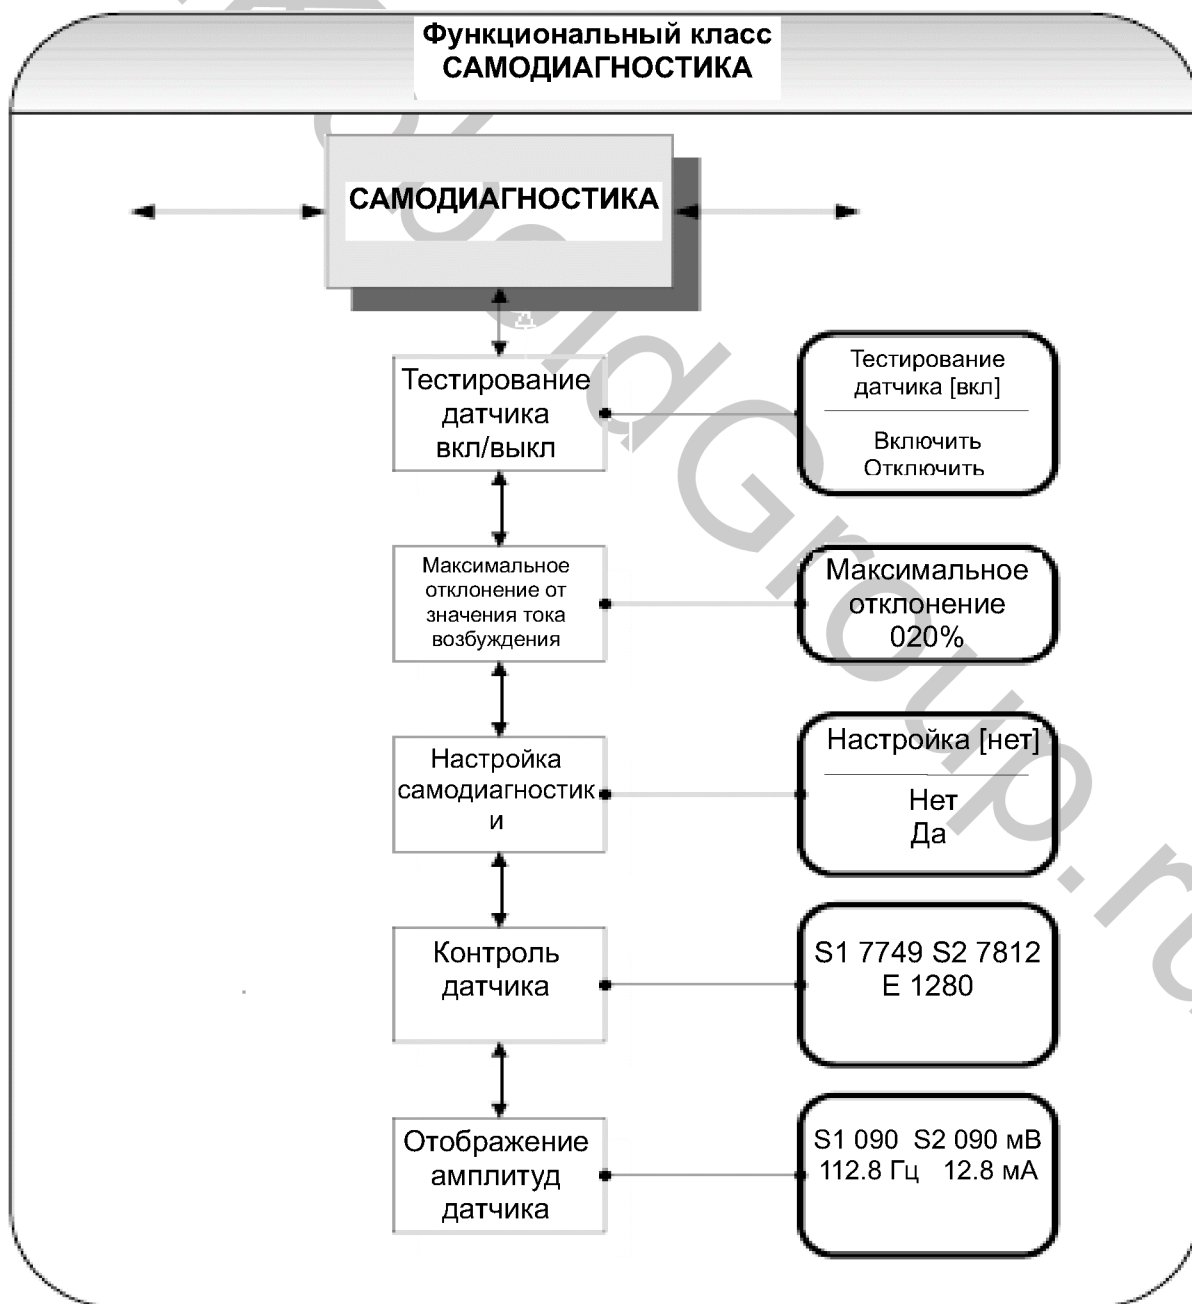 Функциональный класс
САМОДИАГНОСТИКА
САМОДИАГНОСТИКА
Тестирование
датчика
вкл/выкл
Тестирование
датчика [вкл]
Включить
Отключить
Максимальное
отклонение от
значения тока
возбуждения
Максимальное
отклонение
020%
Настройка
самодиагностик
и
Настройка [нет]
Нет
Да
Контроль
датчика
S1 7749 S2 7812
E 1280
Отображение
амплитуд
датчика
S1 090 S2 090 мВ
112.8 Гц 12.8 мА